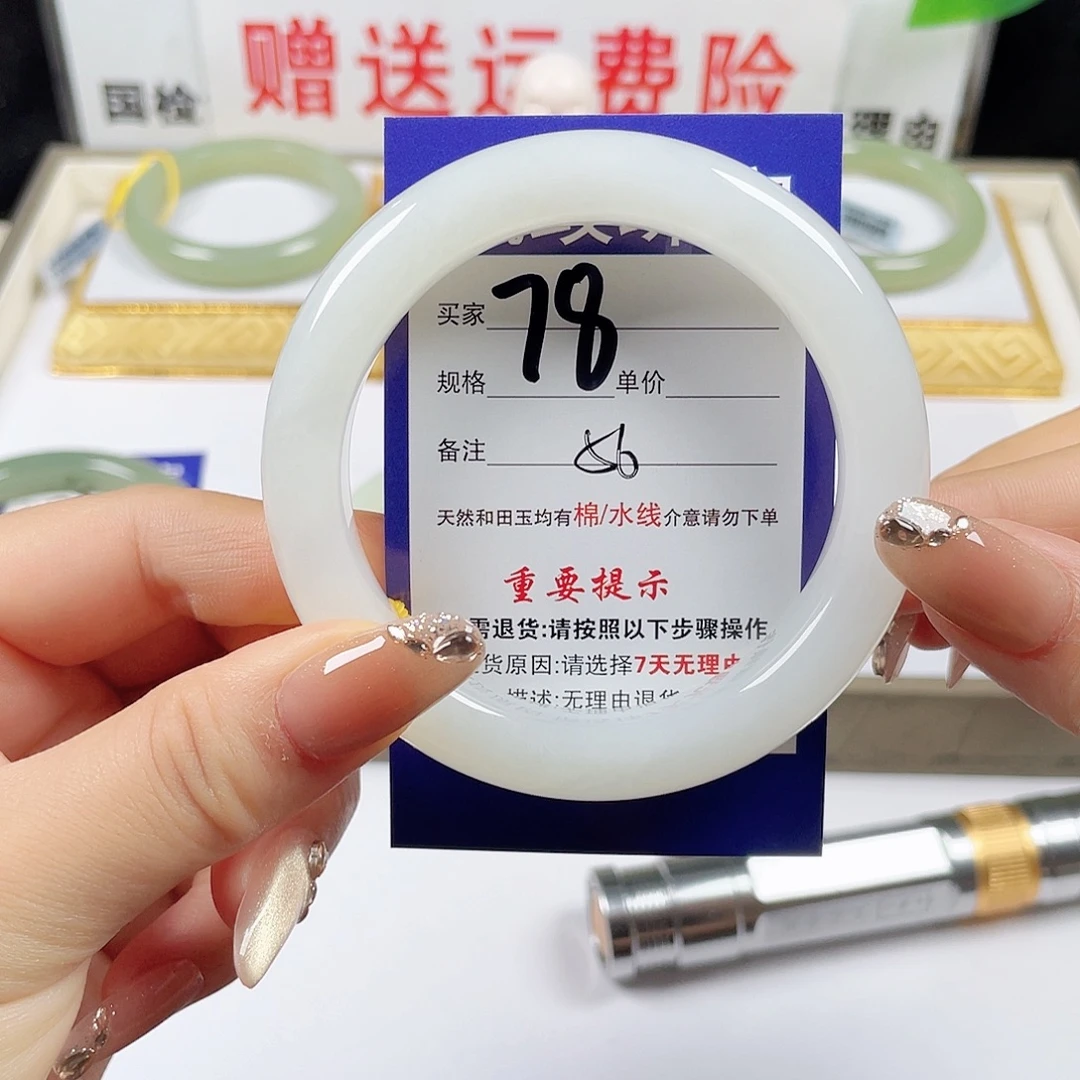 赠送运费险
国检
理由
买家 78
规格 单价
备注 56
天然和田玉均有棉/水线介意请勿下单
重要提示
需退货:请按照以下步骤操作
货原因:请选择7天无理由
描述:无理由退货